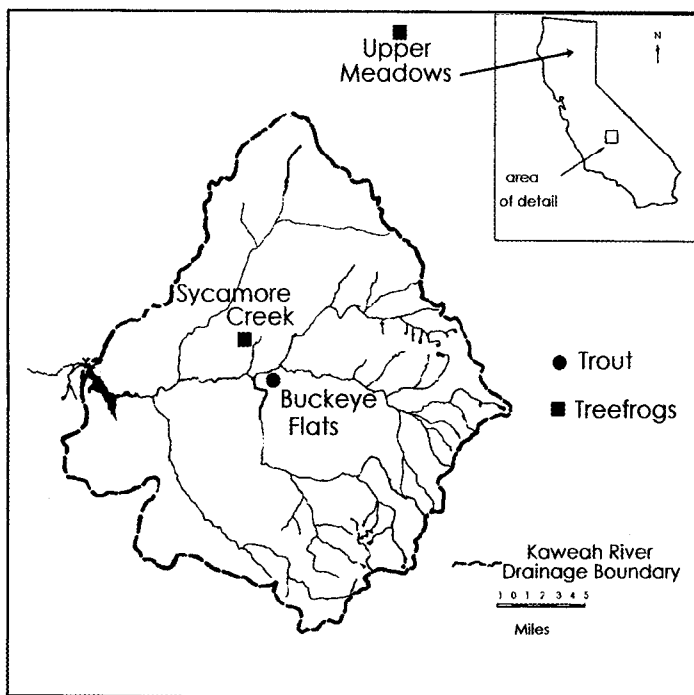 Upper
Meadows
N
area
of detail
Sycamore
Creek
Buckeye
Flats
Trout
Treefrogs
Kaweah River
Drainage Boundary
1 0 1 2 3 4 5
Miles